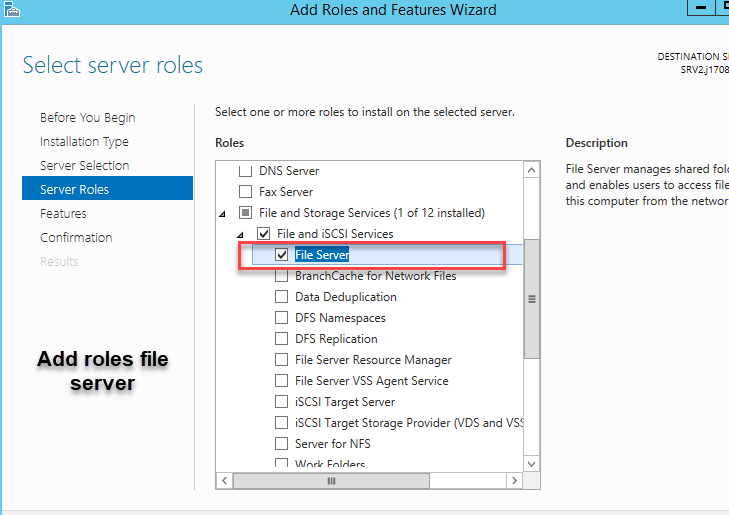 Add Roles and Features Wizard
Select server roles
DESTINATION S
SRV2.j1708
Before You Begin
Installation Type
Server Selection
Server Roles
Features
Confirmation
Results
Select one or more roles to install on the selected server.
Roles
DNS Server
Fax Server
File and Storage Services (1 of 12 installed)
File and iSCSI Services
File Server
BranchCache for Network Files
Data Deduplication
DFS Namespaces
DFS Replication
File Server Resource Manager
File Server VSS Agent Service
iSCSI Target Server
iSCSI Target Storage Provider (VDS and VSS
Server for NFS
Work Folders
Description
File Server manages shared fol
and enables users to access file
this computer from the network
Add roles file
server